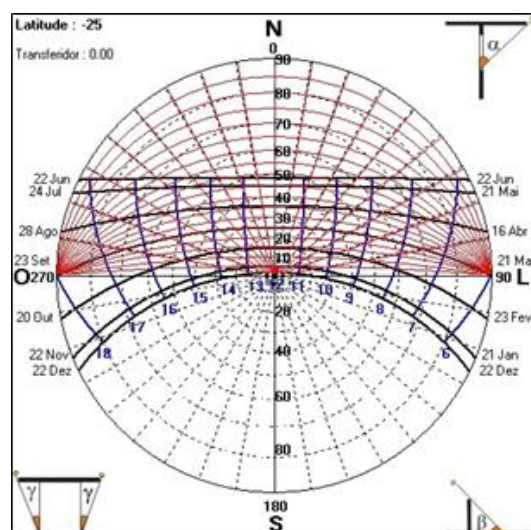 Latitude : -25
Transferidor : 0.00
N
0
90
80
70
60
50
40
30
20
10
22 Jun
24 Jul
28 Ago
23 Set
O 270
20 Out
22 Nov
22 Dez
22 Jun
21 Mai
16 Abr
21 Ma
90 L
23 Fev
21 Jan
22 Dez
18
17
16
15
14
13
12
11
10
9
8
7
6
20
40
60
80
180
S
α
γ
γ
β